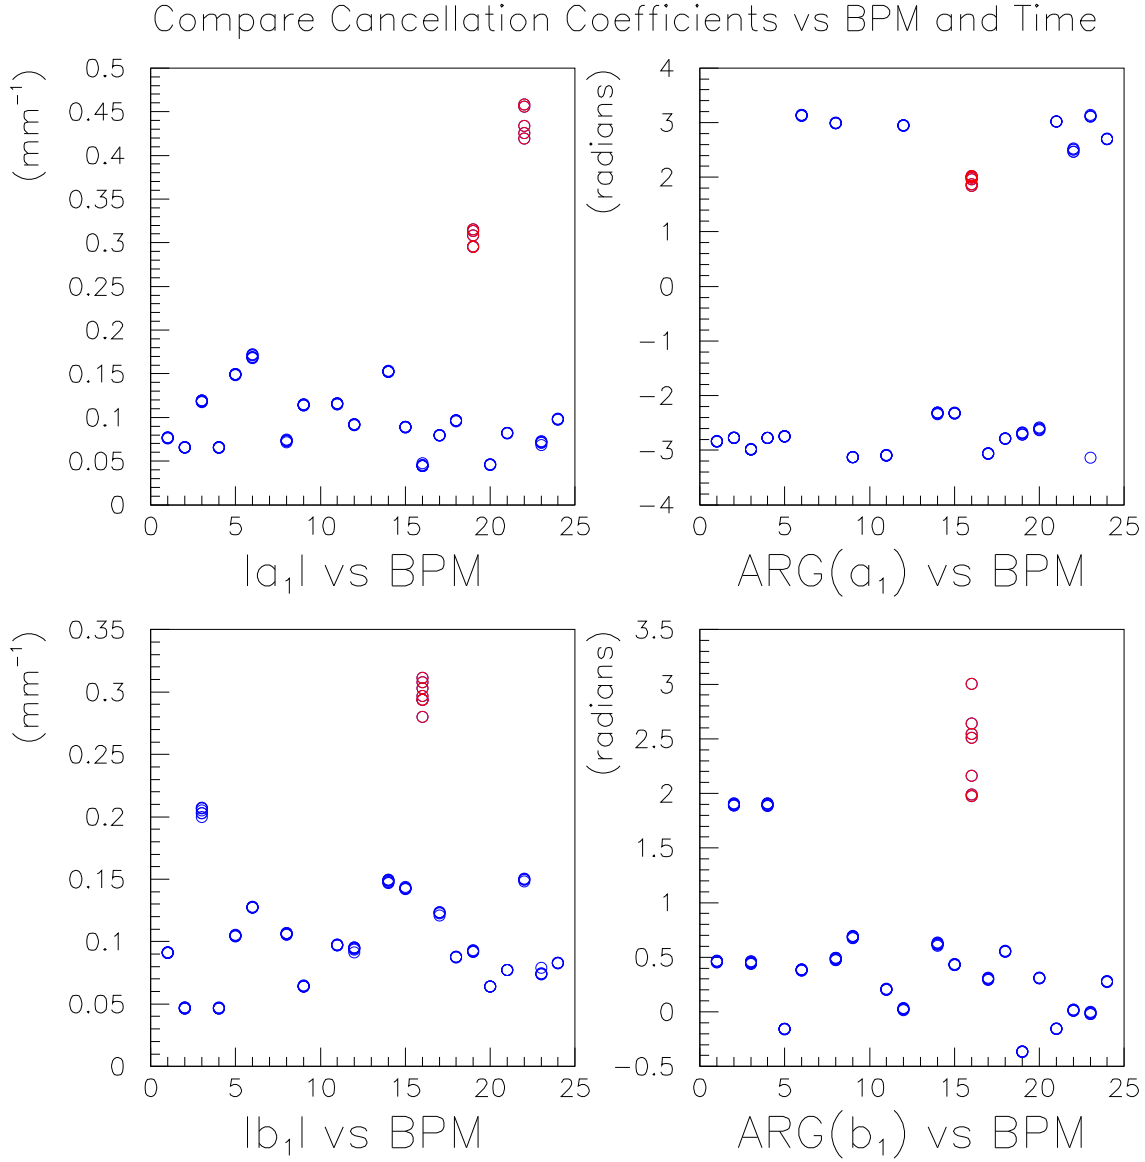 Compare Cancellation Coefficients vs BPM and Time
(mm⁻¹)
0.5
0.45
0.4
0.35
0.3
0.25
0.2
0.15
0.1
0.05
0
0 5 10 15 20 25
|a₁| vs BPM
(radians)
4
3
2
1
0
−1
−2
−3
−4
0 5 10 15 20 25
ARG(a₁) vs BPM
(mm⁻¹)
0.35
0.3
0.25
0.2
0.15
0.1
0.05
0
0 5 10 15 20 25
|b₁| vs BPM
(radians)
3.5
3
2.5
2
1.5
1
0.5
0
−0.5
0 5 10 15 20 25
ARG(b₁) vs BPM